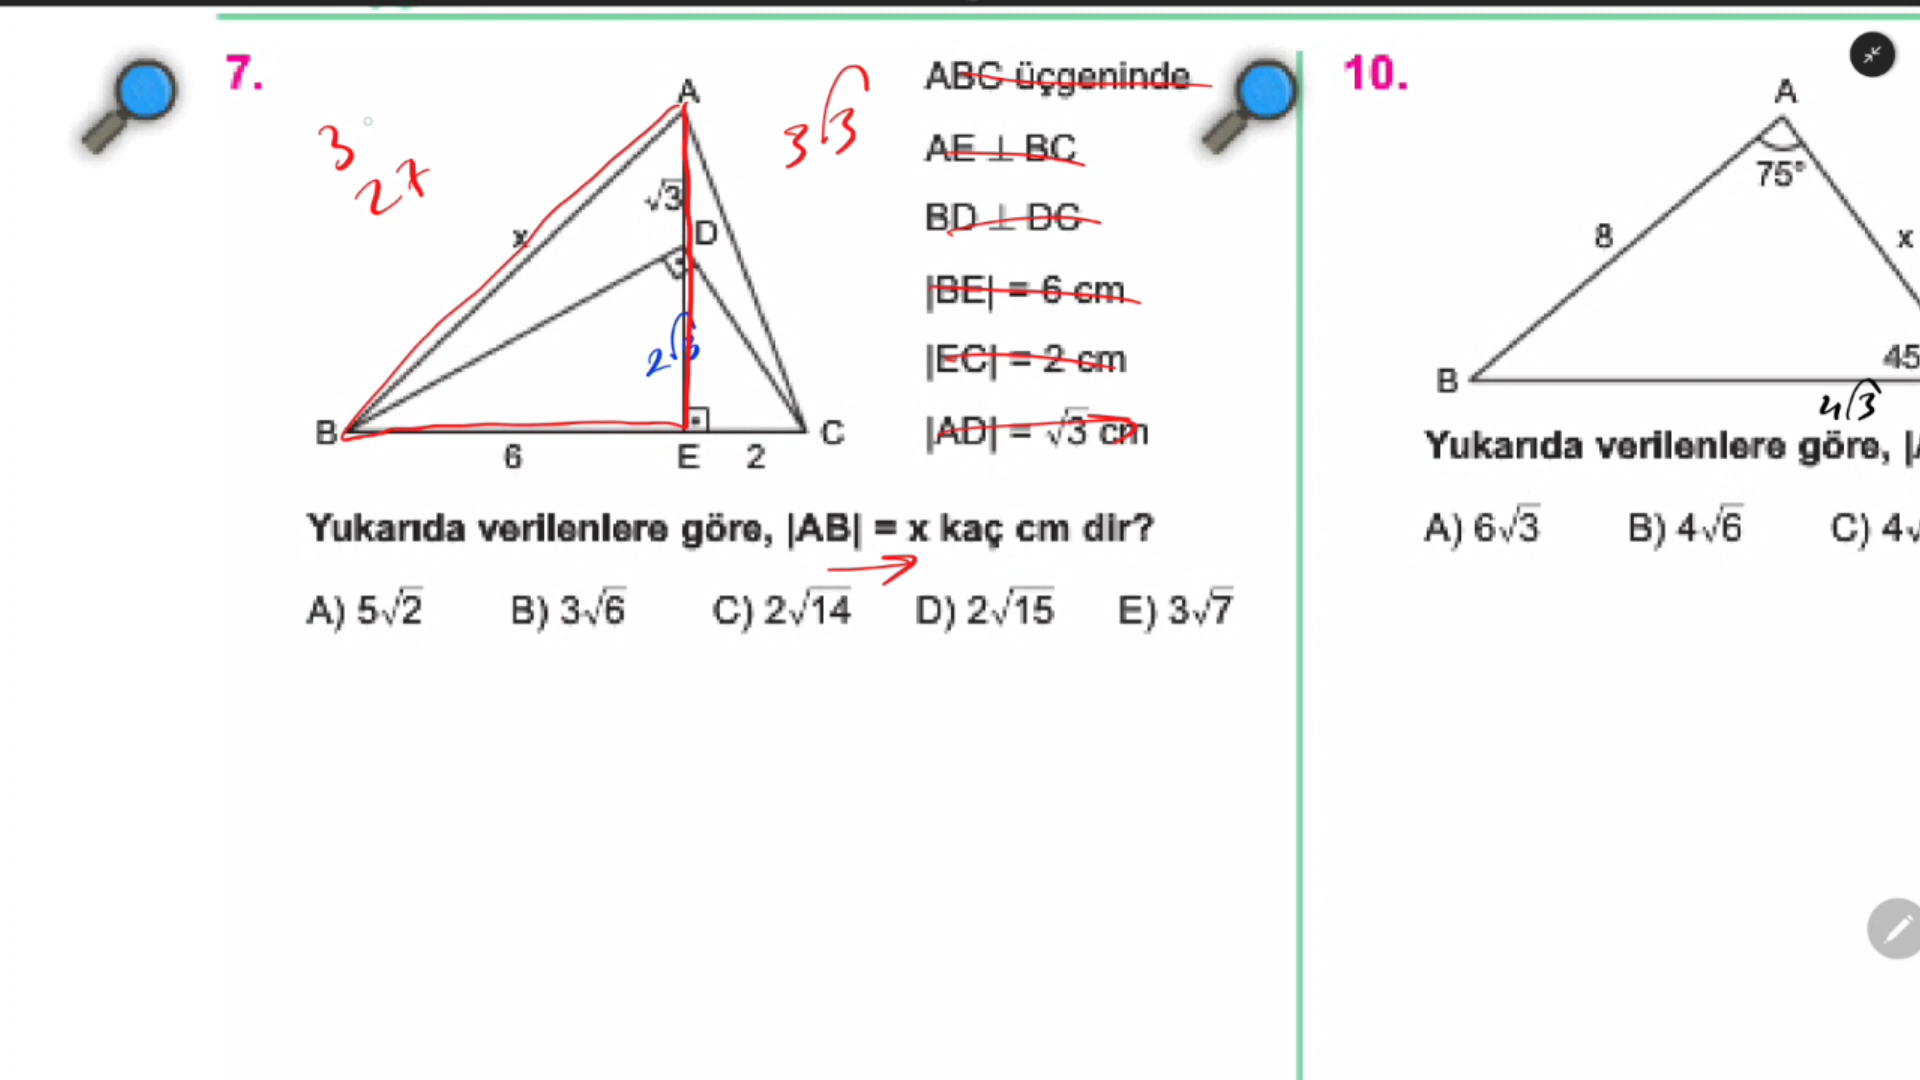 7.
A
3
27
3√3
x
√3
D
2√3
B
6
E
2
C
ABC üçgeninde
AE ⊥ BC
BD ⊥ DC
|BE| = 6 cm
|EC| = 2 cm
|AD| = √3 cm
Yukarıda verilenlere göre, |AB| = x kaç cm dir?
A) 5√2 B) 3√6 C) 2√14 D) 2√15 E) 3√7
10.
A
75°
8
x
B
45
4√3
Yukarıda verilenlere göre, |A
A) 6√3 B) 4√6 C) 4√